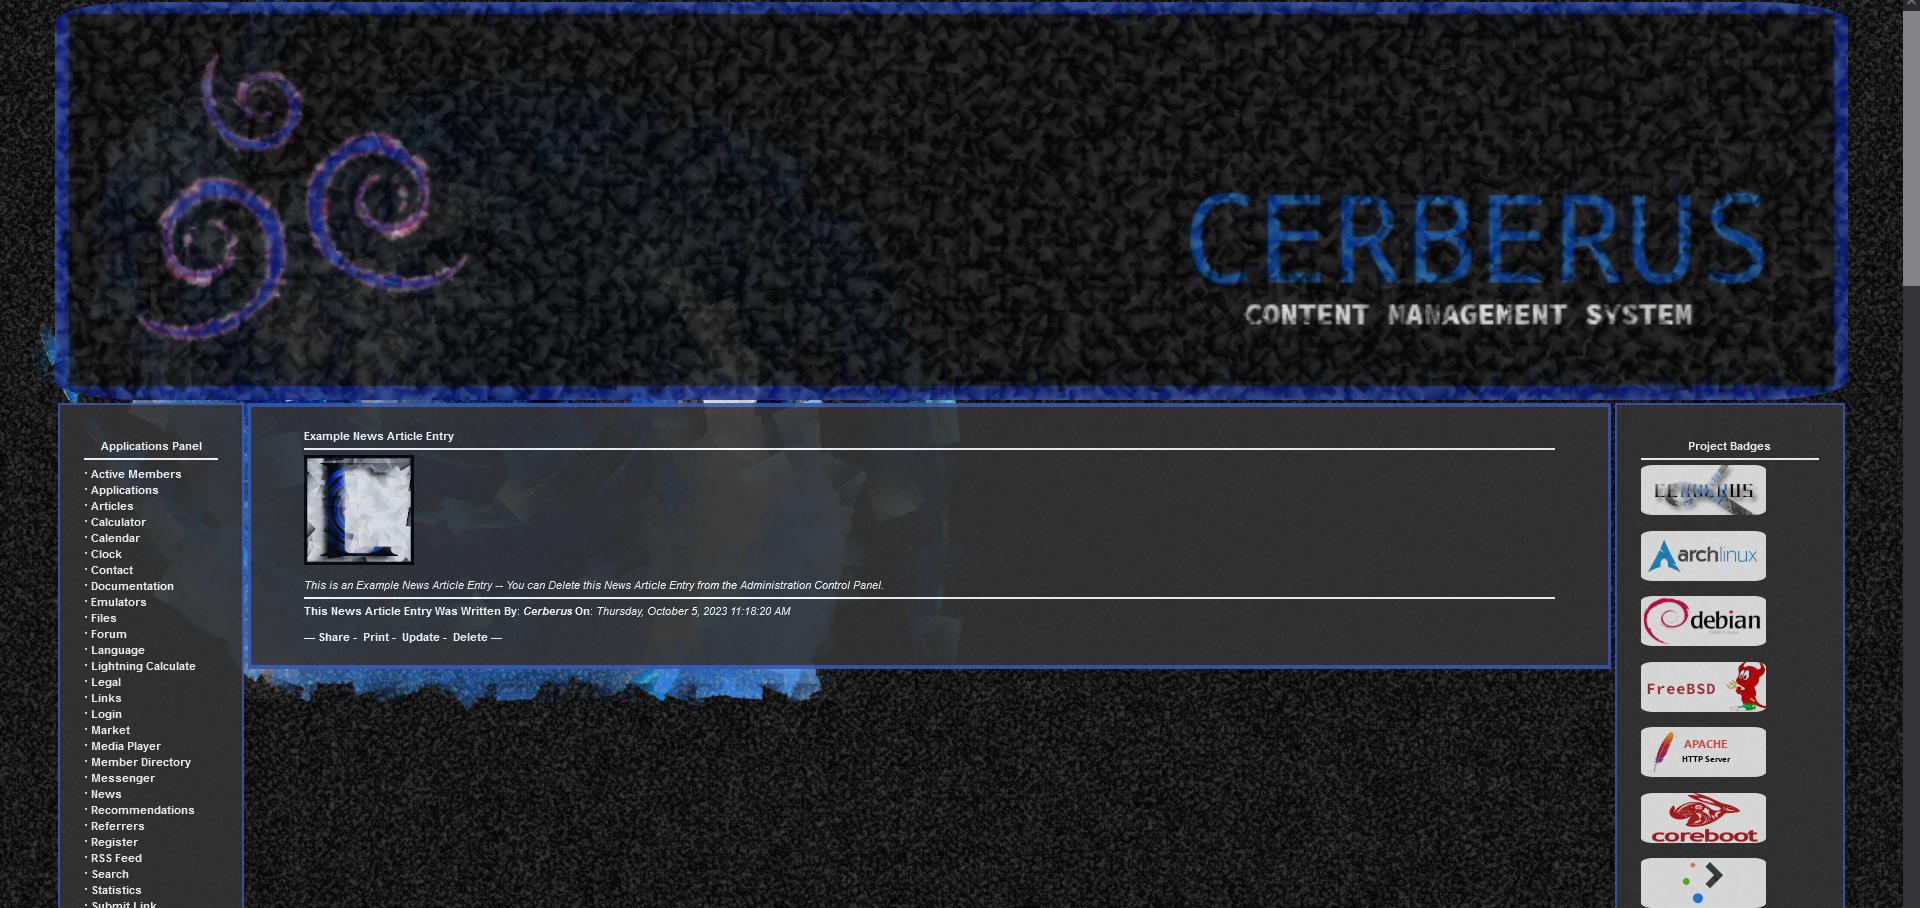 CERBERUS
CONTENT MANAGEMENT SYSTEM
Applications Panel
· Active Members
· Applications
· Articles
· Calculator
· Calendar
· Clock
· Contact
· Documentation
· Emulators
· Files
· Forum
· Language
· Lightning Calculate
· Legal
· Links
· Login
· Market
· Media Player
· Member Directory
· Messenger
· News
· Recommendations
· Referrers
· Register
· RSS Feed
· Search
· Statistics
· Submit Link
Example News Article Entry
This is an Example News Article Entry -- You can Delete this News Article Entry from the Administration Control Panel.
This News Article Entry Was Written By: Cerberus On: Thursday, October 5, 2023 11:18:20 AM
— Share - Print - Update - Delete —
Project Badges
CERBERUS
archlinux
debian
FreeBSD
APACHE
HTTP Server
coreboot